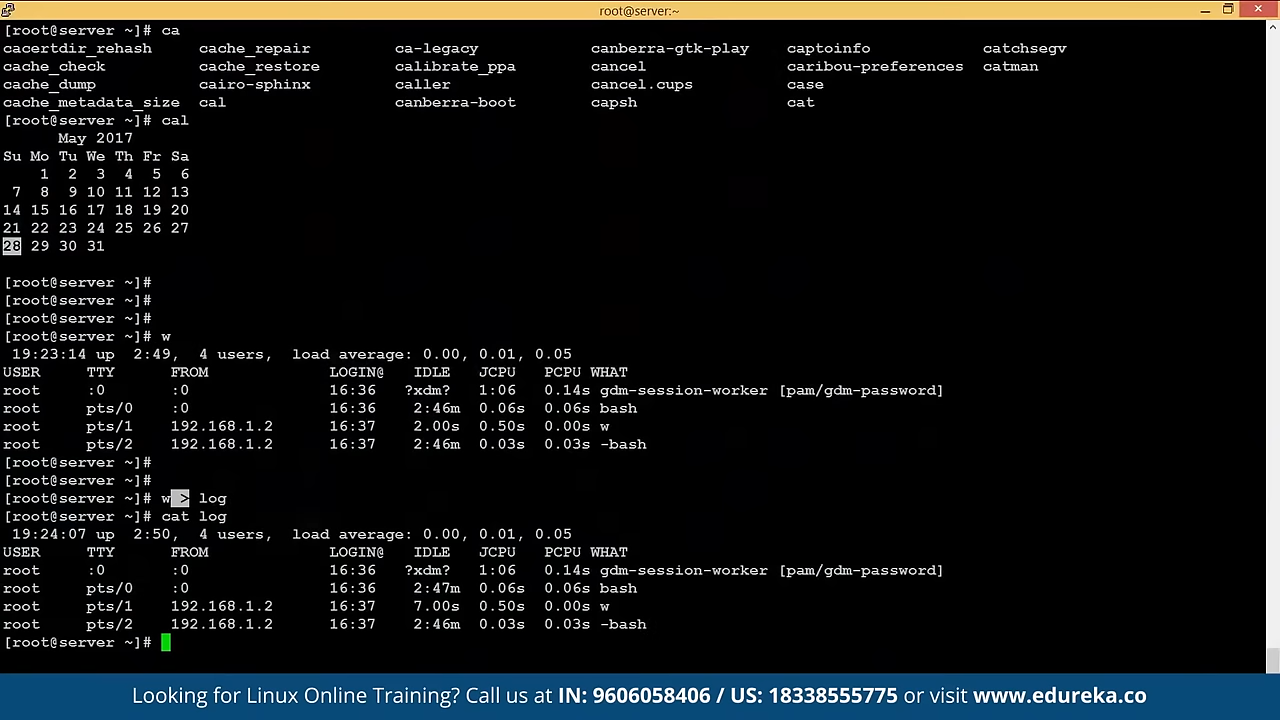 root@server:~
[root@server ~]# ca
cacertdir_rehash cache_repair ca-legacy canberra-gtk-play captoinfo catchsegv
cache_check cache_restore calibrate_ppa cancel caribou-preferences catman
cache_dump cairo-sphinx caller cancel.cups case
cache_metadata_size cal canberra-boot capsh cat
[root@server ~]# cal
May 2017
Su Mo Tu We Th Fr Sa
1 2 3 4 5 6
7 8 9 10 11 12 13
14 15 16 17 18 19 20
21 22 23 24 25 26 27
28 29 30 31
[root@server ~]#
[root@server ~]#
[root@server ~]#
[root@server ~]# w
19:23:14 up 2:49, 4 users, load average: 0.00, 0.01, 0.05
USER TTY FROM LOGIN@ IDLE JCPU PCPU WHAT
root :0 :0 16:36 ?xdm? 1:06 0.14s gdm-session-worker [pam/gdm-password]
root pts/0 :0 16:36 2:46m 0.06s 0.06s bash
root pts/1 192.168.1.2 16:37 2.00s 0.50s 0.00s w
root pts/2 192.168.1.2 16:37 2:46m 0.03s 0.03s -bash
[root@server ~]#
[root@server ~]#
[root@server ~]# w > log
[root@server ~]# cat log
19:24:07 up 2:50, 4 users, load average: 0.00, 0.01, 0.05
USER TTY FROM LOGIN@ IDLE JCPU PCPU WHAT
root :0 :0 16:36 ?xdm? 1:06 0.14s gdm-session-worker [pam/gdm-password]
root pts/0 :0 16:36 2:47m 0.06s 0.06s bash
root pts/1 192.168.1.2 16:37 7.00s 0.50s 0.00s w
root pts/2 192.168.1.2 16:37 2:46m 0.03s 0.03s -bash
[root@server ~]#
Looking for Linux Online Training? Call us at IN: 9606058406 / US: 18338555775 or visit www.edureka.co